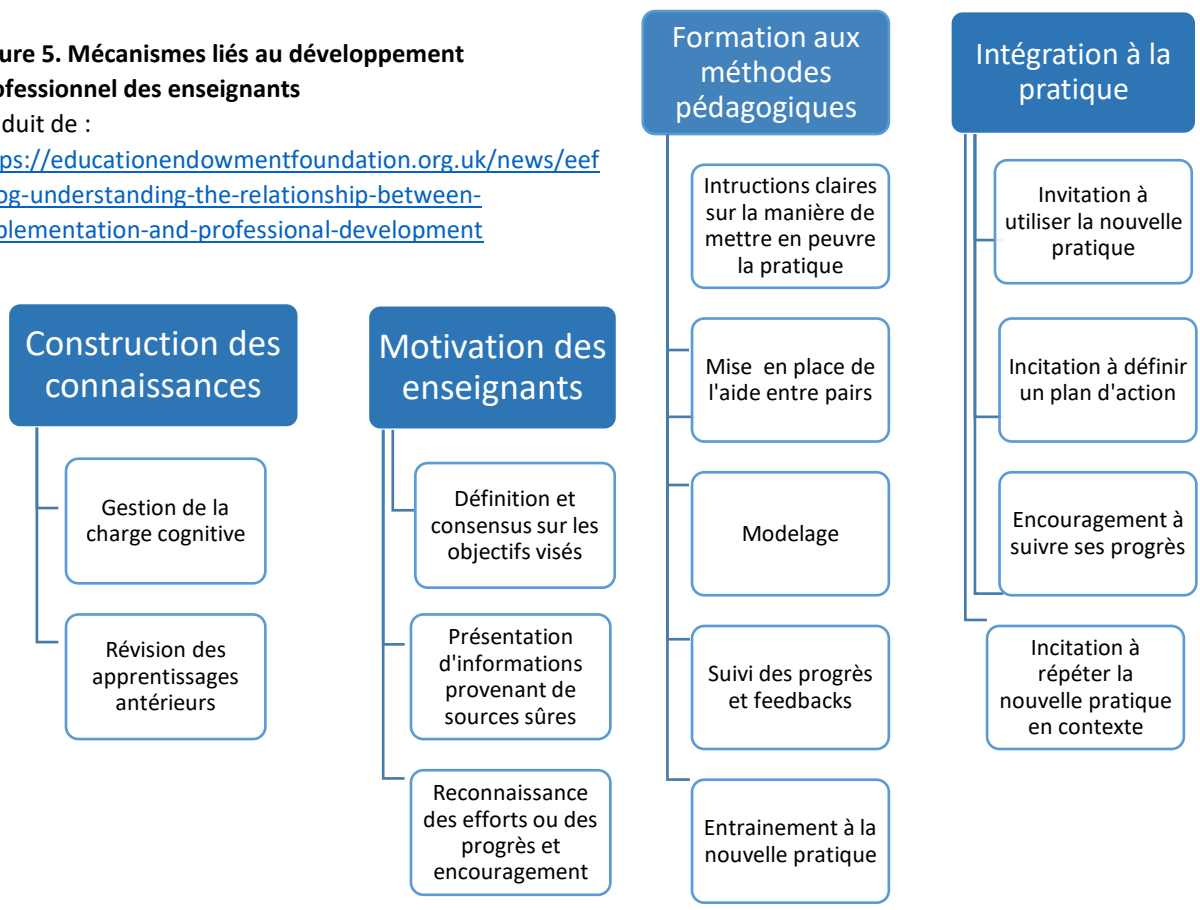 ure 5. Mécanismes liés au développement
ofessionnel des enseignants
duit de :
ps://educationendowmentfoundation.org.uk/news/eef
og-understanding-the-relationship-between-
plementation-and-professional-development
Construction des
connaissances
Gestion de la
charge cognitive
Révision des
apprentissages
antérieurs
Motivation des
enseignants
Définition et
consensus sur les
objectifs visés
Présentation
d'informations
provenant de
sources sûres
Reconnaissance
des efforts ou des
progrès et
encouragement
Formation aux
méthodes
pédagogiques
Intructions claires
sur la manière de
mettre en peuvre
la pratique
Mise en place de
l'aide entre pairs
Modelage
Suivi des progrès
et feedbacks
Entrainement à la
nouvelle pratique
Intégration à la
pratique
Invitation à
utiliser la nouvelle
pratique
Incitation à définir
un plan d'action
Encouragement à
suivre ses progrès
Incitation à
répéter la
nouvelle pratique
en contexte